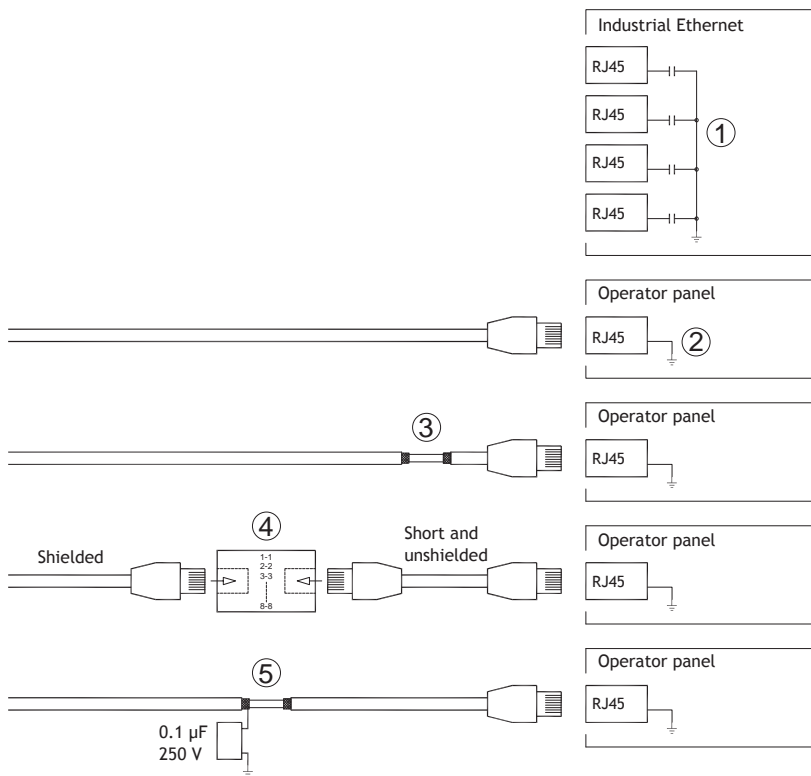 Industrial Ethernet
RJ45
RJ45
1
RJ45
RJ45
Operator panel
RJ45
2
Operator panel
3
RJ45
4
Operator panel
Shielded
Short and
unshielded
1-1
2-2
3-3
8-8
RJ45
5
Operator panel
RJ45
0.1 µF
250 V